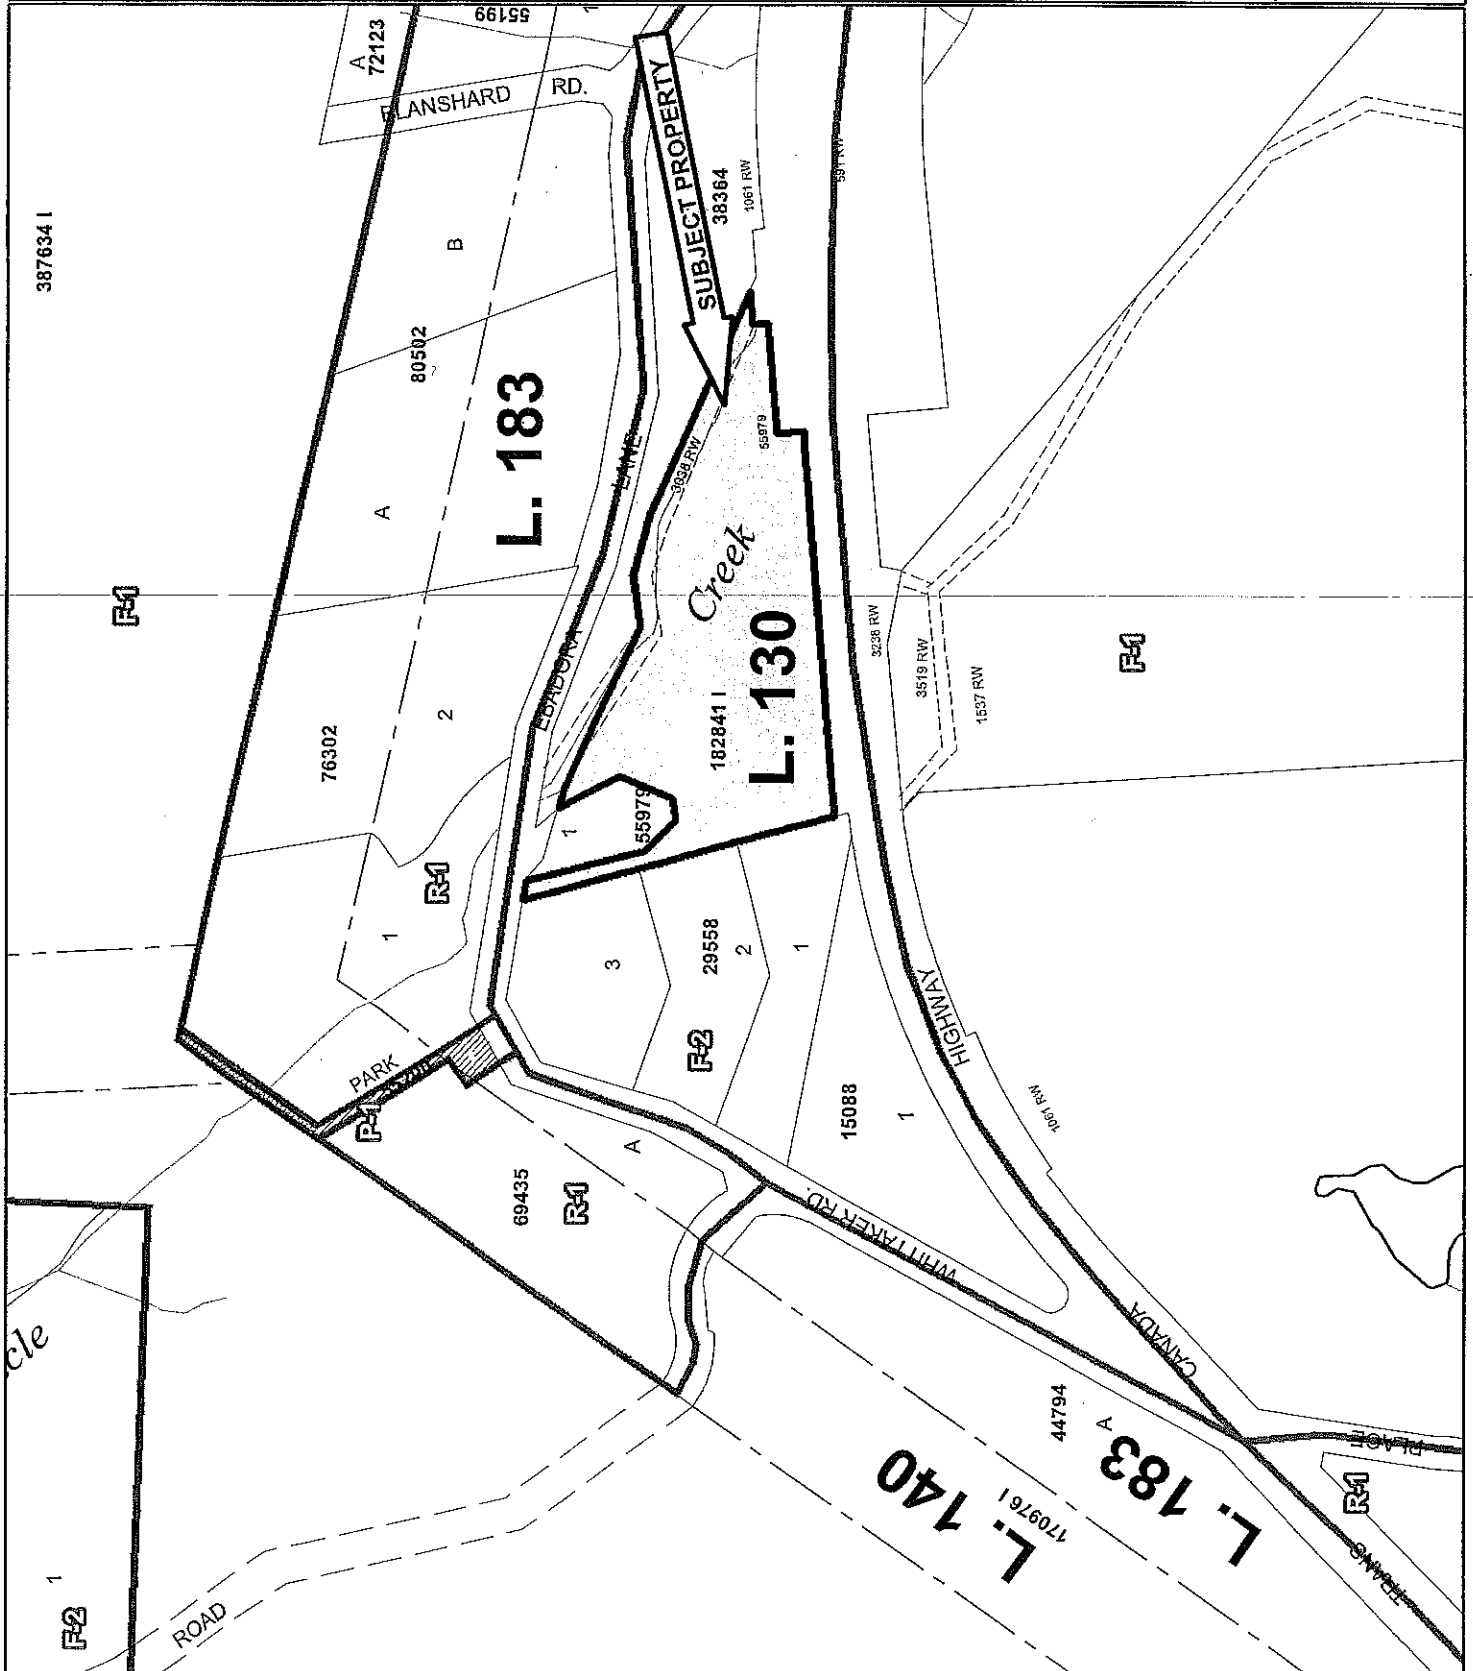 55199
1
A
72123
BLANSHARD RD.
387634 I
B
80502
A
L. 183
SUBJECT PROPERTY
38364
1061 RW
591 RW
LANE
3038 RW
55979
Creek
L. 130
182841 I
F-1
EBADORA
76302
2
1
55979
R-1
1
3
29558
2
1
F-2
3238 RW
3519 RW
1537 RW
F-1
PARK
P-1
69435
A
R-1
15088
1
HIGHWAY
1061 RW
WHITTAKER RD.
cle
CANADA
44794
A
L. 140
170976 I
L. 183
PLACE
R-1
TRANS
1
F-2
ROAD